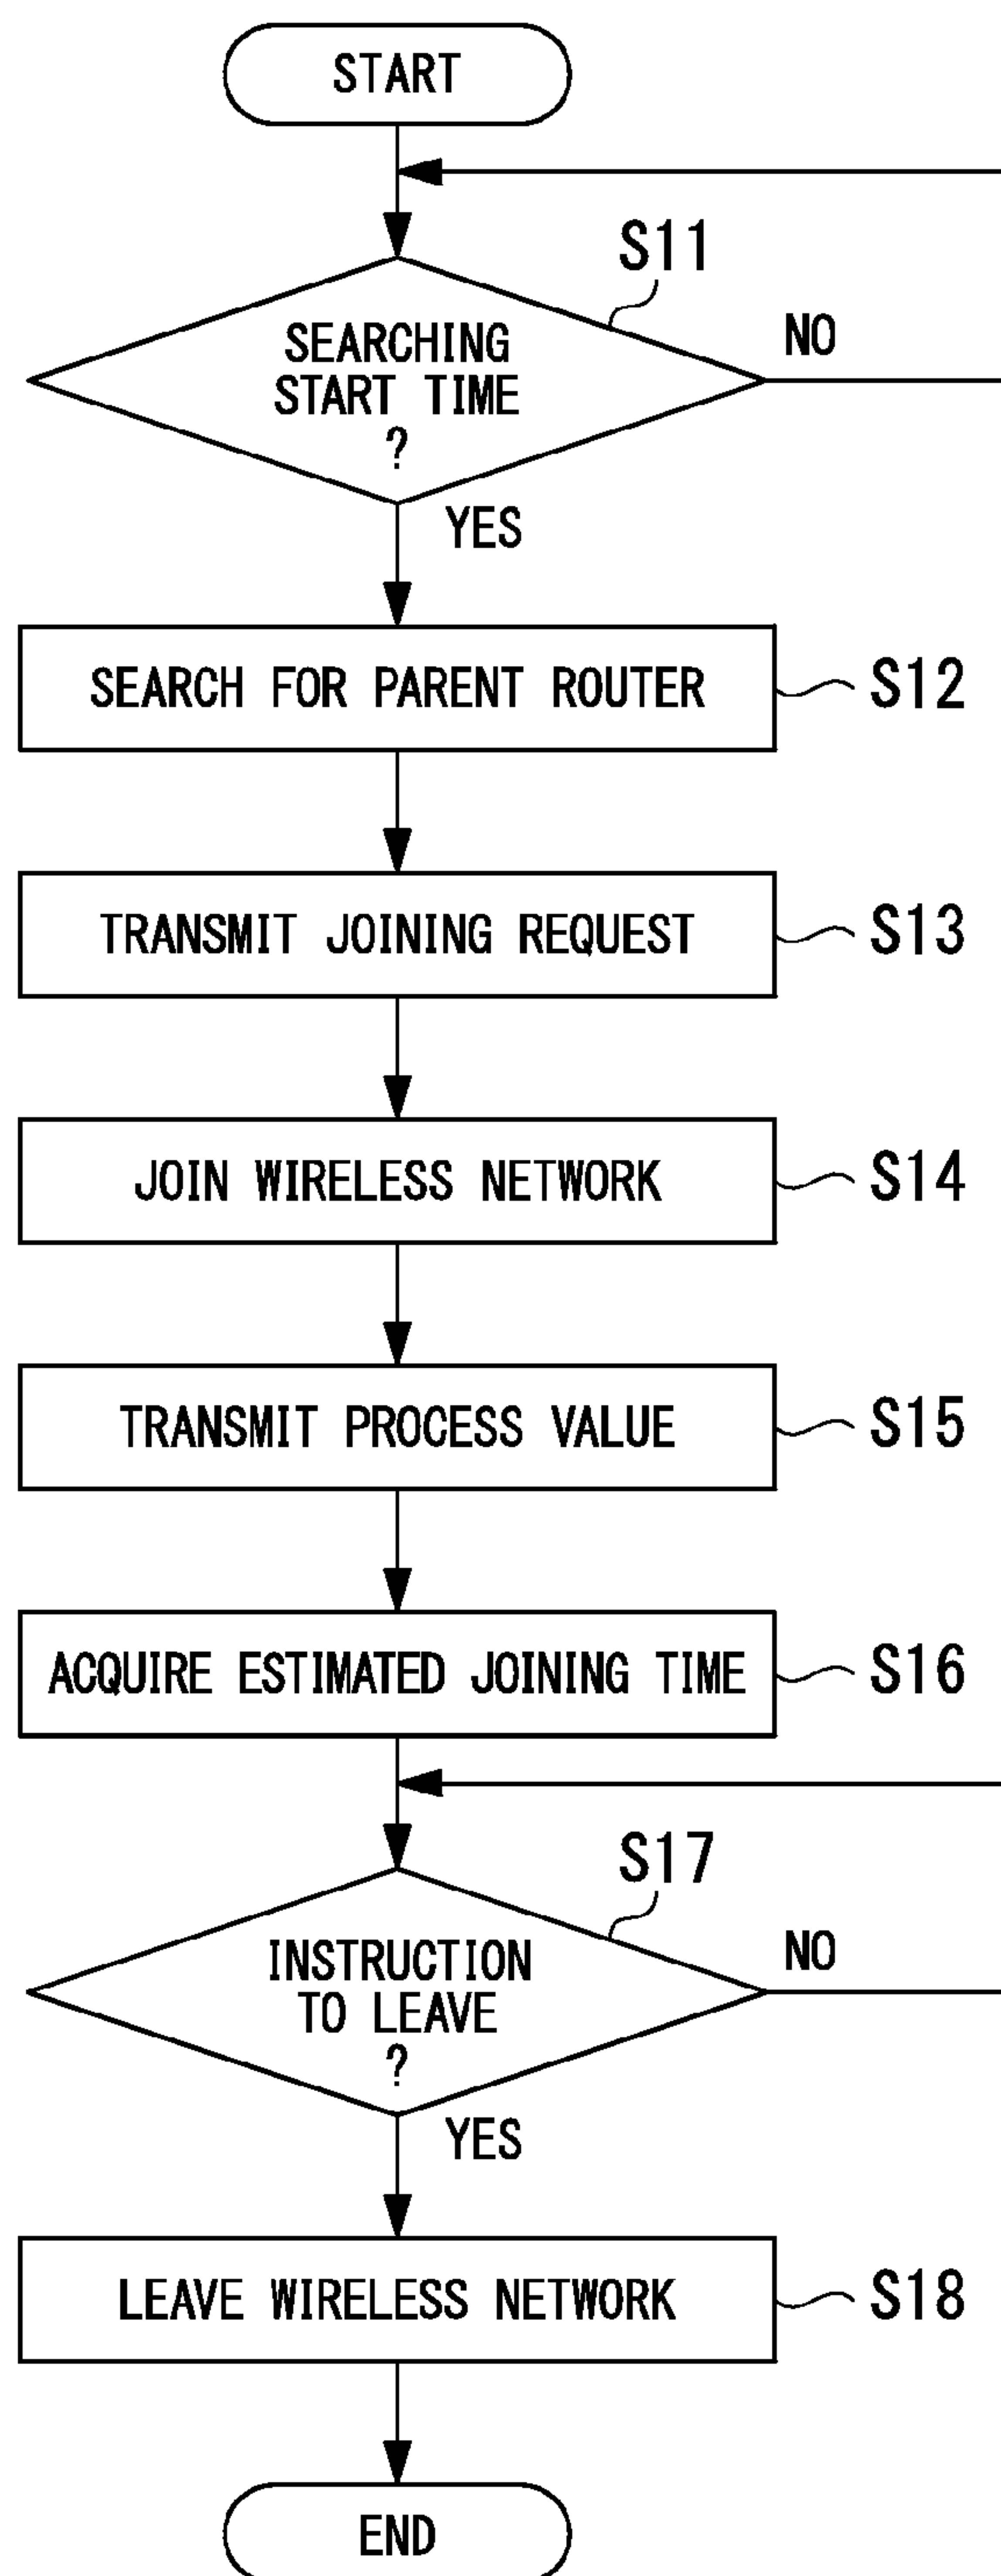 START
S11
SEARCHING
START TIME
?
NO
YES
SEARCH FOR PARENT ROUTER
S12
TRANSMIT JOINING REQUEST
S13
JOIN WIRELESS NETWORK
S14
TRANSMIT PROCESS VALUE
S15
ACQUIRE ESTIMATED JOINING TIME
S16
S17
INSTRUCTION
TO LEAVE
?
NO
YES
LEAVE WIRELESS NETWORK
S18
END